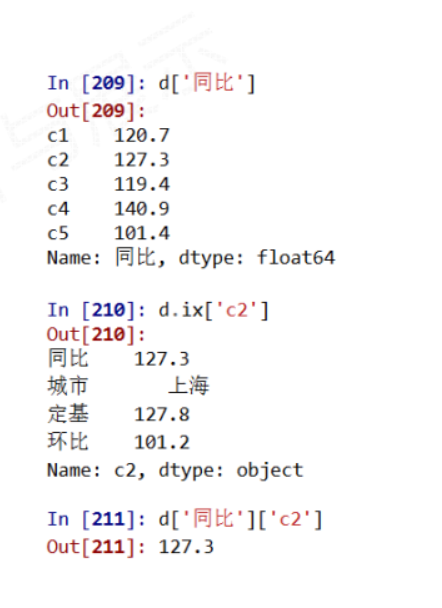 In [209]: d['同比']
Out[209]:
c1    120.7
c2    127.3
c3    119.4
c4    140.9
c5    101.4
Name: 同比, dtype: float64
In [210]: d.ix['c2']
Out[210]:
同比    127.3
城市    上海
定基    127.8
环比    101.2
Name: c2, dtype: object
In [211]: d['同比']['c2']
Out[211]: 127.3